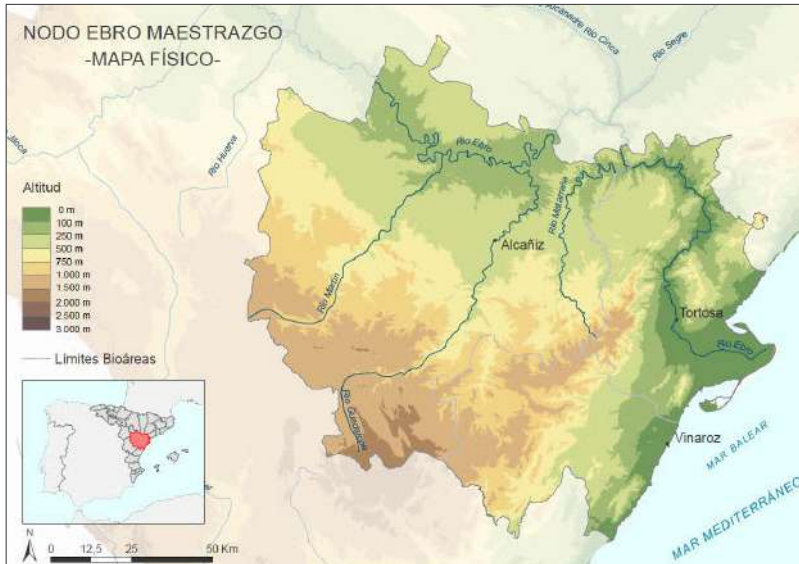 NODO EBRO MAESTRAZGO
-MAPA FÍSICO-
Río Cinca
Río Segre
Jiloca
Río Huerva
Río Ebro
Río Matarraña
Alcañiz
Río Martín
Río Guadalope
Tortosa
Río Ebro
Vinaroz
MAR BALEAR
MAR MEDITERRÁNEO
Altitud
0 m
100 m
250 m
500 m
750 m
1.000 m
1.500 m
2.000 m
2.500 m
3.000 m
Límites Bioáreas
N
0 12,5 25 50 Km